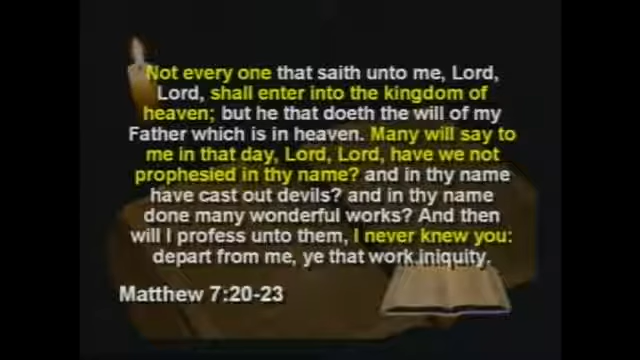 Not every one that saith unto me, Lord,
Lord, shall enter into the kingdom of
heaven; but he that doeth the will of my
Father which is in heaven. Many will say to
me in that day, Lord, Lord, have we not
prophesied in thy name? and in thy name
have cast out devils? and in thy name
done many wonderful works? And then
will I profess unto them, I never knew you:
depart from me, ye that work iniquity.
Matthew 7:20-23